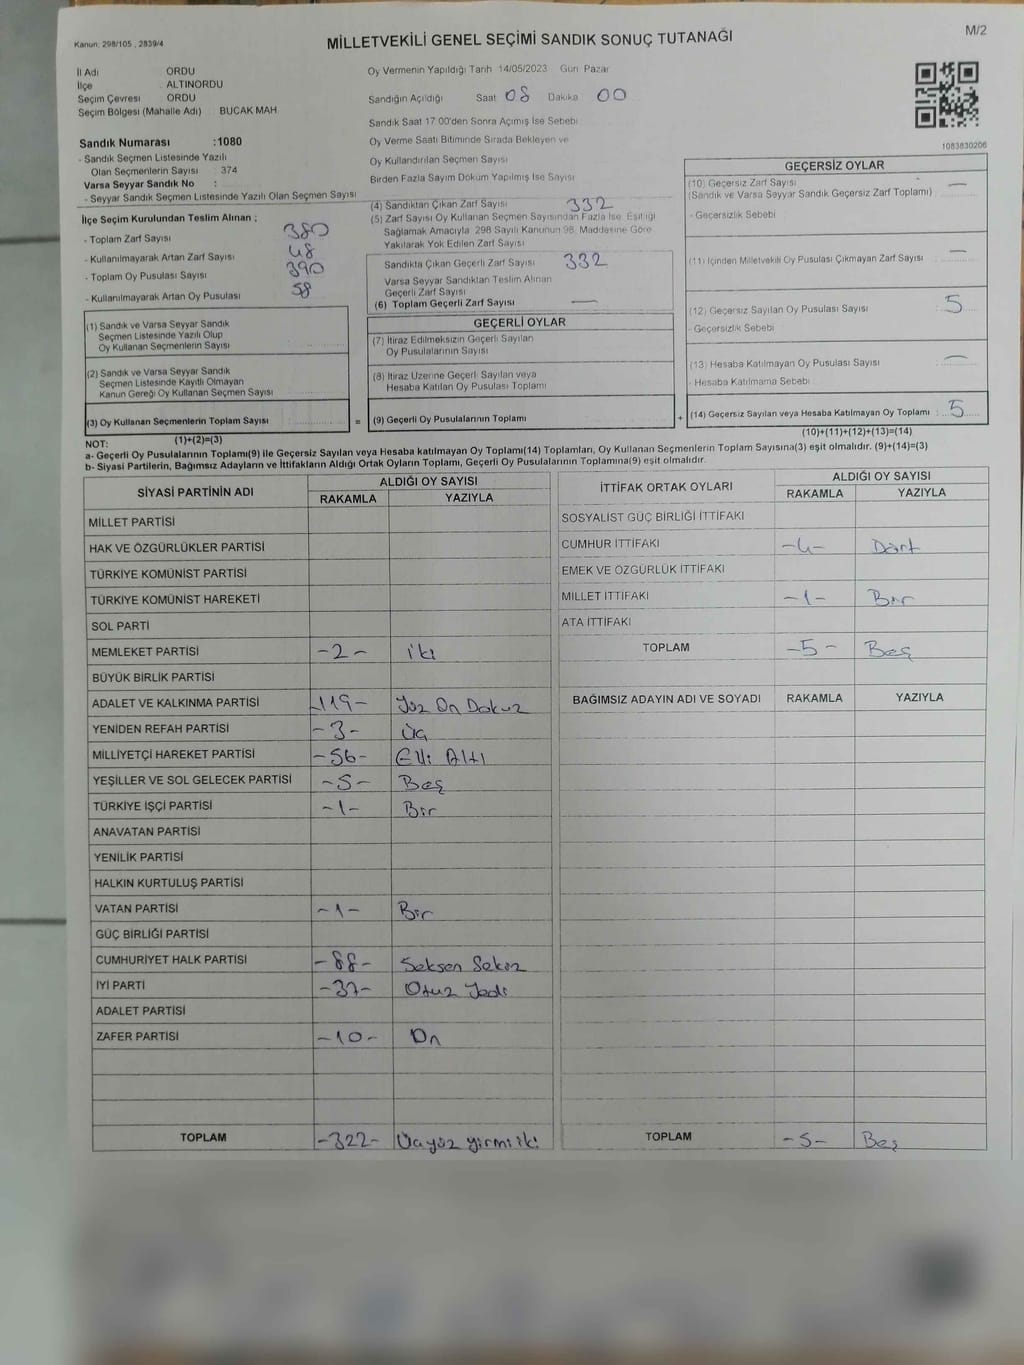 Kanun: 298/105 , 2839/4
MİLLETVEKİLİ GENEL SEÇİMİ SANDIK SONUÇ TUTANAĞI
M/2
İl Adı ORDU
İlçe : ALTINORDU
Seçim Çevresi ORDU
Seçim Bölgesi (Mahalle Adı) : BUCAK MAH.
Sandık Numarası :1080
- Sandık Seçmen Listesinde Yazılı
Olan Seçmenlerin Sayısı : 374
Varsa Seyyar Sandık No :
- Seyyar Sandık Seçmen Listesinde Yazılı Olan Seçmen Sayısı
Oy Vermenin Yapıldığı Tarih 14/05/2023 Gün Pazar
Sandığın Açıldığı Saat 08 Dakika 00
Sandık Saat 17:00'den Sonra Açımış İse Sebebi
Oy Verme Saati Bitiminde Sırada Bekleyen ve
Oy Kullandırılan Seçmen Sayısı
Birden Fazla Sayım Döküm Yapılmış İse Sayısı
1083830206
İlçe Seçim Kurulundan Teslim Alınan ;
- Toplam Zarf Sayısı 380
- Kullanılmayarak Artan Zarf Sayısı 48
- Toplam Oy Pusulası Sayısı 390
- Kullanılmayarak Artan Oy Pusulası 58
(4) Sandıktan Çıkan Zarf Sayısı 332
(5) Zarf Sayısı Oy Kullanan Seçmen Sayısından Fazla İse, Eşitliği
Sağlamak Amacıyla 298 Sayılı Kanunun 98. Maddesine Göre
Yakılarak Yok Edilen Zarf Sayısı
Sandıkta Çıkan Geçerli Zarf Sayısı 332
Varsa Seyyar Sandıktan Teslim Alınan
Geçerli Zarf Sayısı
(6) Toplam Geçerli Zarf Sayısı —
GEÇERSİZ OYLAR
(10) Geçersiz Zarf Sayısı —
(Sandık ve Varsa Seyyar Sandık Geçersiz Zarf Toplamı)
- Geçersizlik Sebebi
(11) İçinden Milletvekili Oy Pusulası Çıkmayan Zarf Sayısı —
(12) Geçersiz Sayılan Oy Pusulası Sayısı 5
- Geçersizlik Sebebi
(13) Hesaba Katılmayan Oy Pusulası Sayısı —
- Hesaba Katılmama Sebebi
(14) Geçersiz Sayılan veya Hesaba Katılmayan Oy Toplamı : 5
(10)+(11)+(12)+(13)=(14)
(1) Sandık ve Varsa Seyyar Sandık
Seçmen Listesinde Yazılı Olup
Oy Kullanan Seçmenlerin Sayısı
(2) Sandık ve Varsa Seyyar Sandık
Seçmen Listesinde Kayıtlı Olmayan
Kanun Gereği Oy Kullanan Seçmen Sayısı
(3) Oy Kullanan Seçmenlerin Toplam Sayısı =
(1)+(2)=(3)
GEÇERLİ OYLAR
(7) İtiraz Edilmeksizin Geçerli Sayılan
Oy Pusulalarının Sayısı
(8) İtiraz Üzerine Geçerli Sayılan veya
Hesaba Katılan Oy Pusulası Toplamı
(9) Geçerli Oy Pusulalarının Toplamı +
NOT:
a- Geçerli Oy Pusulalarının Toplamı(9) ile Geçersiz Sayılan veya Hesaba katılmayan Oy Toplamı(14) Toplamları, Oy Kullanan Seçmenlerin Toplam Sayısına(3) eşit olmalıdır. (9)+(14)=(3)
b- Siyasi Partilerin, Bağımsız Adayların ve İttifakların Aldığı Ortak Oyların Toplamı, Geçerli Oy Pusulalarının Toplamına(9) eşit olmalıdır.
SİYASİ PARTİNİN ADI ALDIĞI OY SAYISI
RAKAMLA YAZIYLA
MİLLET PARTİSİ
HAK VE ÖZGÜRLÜKLER PARTİSİ
TÜRKİYE KOMÜNİST PARTİSİ
TÜRKİYE KOMÜNİST HAREKETİ
SOL PARTİ
MEMLEKET PARTİSİ -2- iki
BÜYÜK BİRLİK PARTİSİ
ADALET VE KALKINMA PARTİSİ -119- Yüz On Dokuz
YENİDEN REFAH PARTİSİ -3- Üç
MİLLİYETÇİ HAREKET PARTİSİ -56- Elli Altı
YEŞİLLER VE SOL GELECEK PARTİSİ -5- Beş
TÜRKİYE İŞÇİ PARTİSİ -1- Bir
ANAVATAN PARTİSİ
YENİLİK PARTİSİ
HALKIN KURTULUŞ PARTİSİ
VATAN PARTİSİ -1- Bir
GÜÇ BİRLİĞİ PARTİSİ
CUMHURİYET HALK PARTİSİ -88- Seksen Sekiz
İYİ PARTİ -37- Otuz Yedi
ADALET PARTİSİ
ZAFER PARTİSİ -10- On
TOPLAM -322- Üçyüz yirmi iki
İTTİFAK ORTAK OYLARI ALDIĞI OY SAYISI
RAKAMLA YAZIYLA
SOSYALİST GÜÇ BİRLİĞİ İTTİFAKI
CUMHUR İTTİFAKI -4- Dört
EMEK VE ÖZGÜRLÜK İTTİFAKI
MİLLET İTTİFAKI -1- Bir
ATA İTTİFAKI
TOPLAM -5- Beş
BAĞIMSIZ ADAYIN ADI VE SOYADI RAKAMLA YAZIYLA
TOPLAM -5- Beş